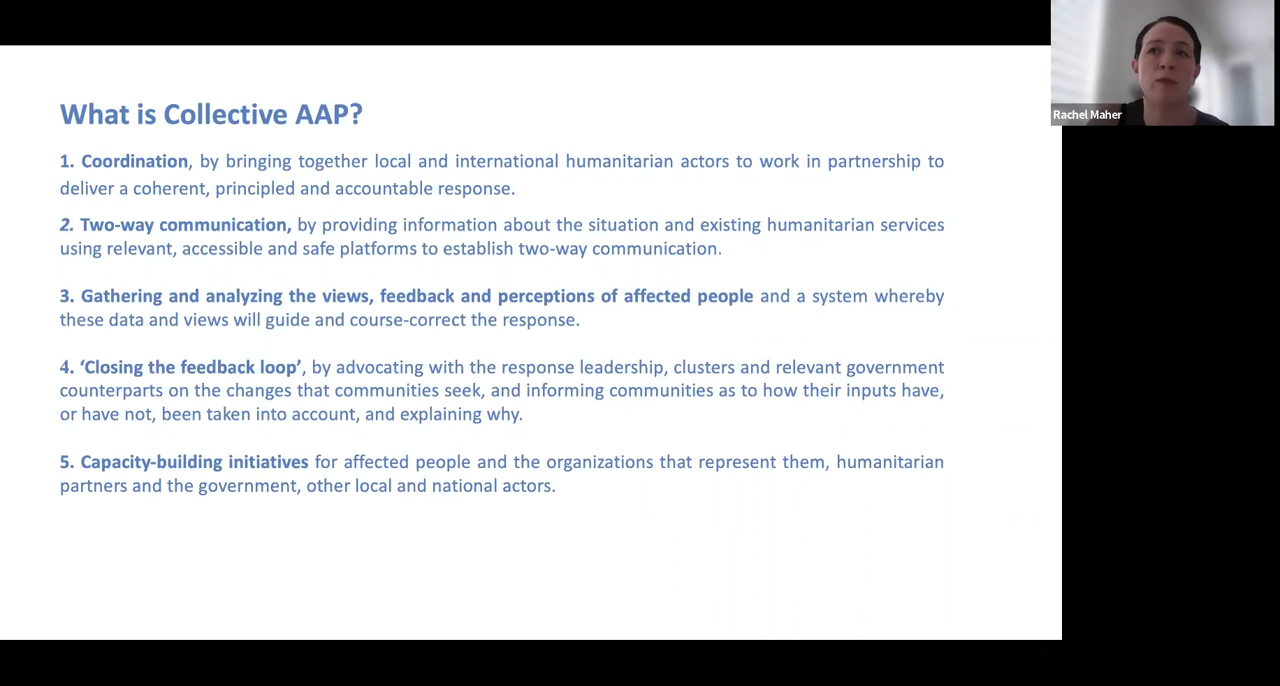 What is Collective AAP?
1. Coordination, by bringing together local and international humanitarian actors to work in partnership to
deliver a coherent, principled and accountable response.
2. Two-way communication, by providing information about the situation and existing humanitarian services
using relevant, accessible and safe platforms to establish two-way communication.
3. Gathering and analyzing the views, feedback and perceptions of affected people and a system whereby
these data and views will guide and course-correct the response.
4. ‘Closing the feedback loop’, by advocating with the response leadership, clusters and relevant government
counterparts on the changes that communities seek, and informing communities as to how their inputs have,
or have not, been taken into account, and explaining why.
5. Capacity-building initiatives for affected people and the organizations that represent them, humanitarian
partners and the government, other local and national actors.
Rachel Maher